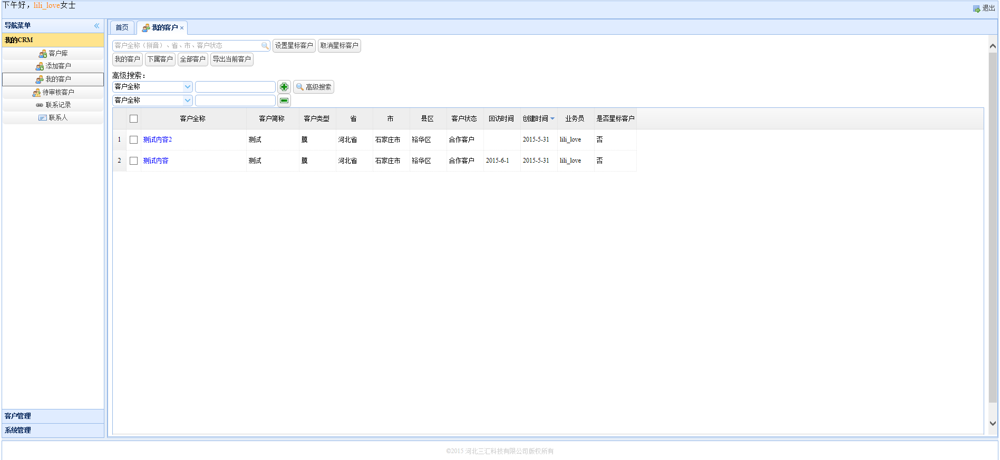 下午好，lili_love女士
退出
导航菜单
我的CRM
客户库
添加客户
我的客户
待审核客户
联系记录
联系人
客户管理
系统管理
首页 我的客户
客户全称（拼音）、省、市、客户状态 设置星标客户 取消星标客户
我的客户 下属客户 全部客户 导出当前客户
高级搜索：
客户全称 高级搜索
客户全称
客户全称 客户简称 客户类型 省 市 县区 客户状态 回访时间 创建时间 业务员 是否星标客户
1 测试内容2 测试 膜 河北省 石家庄市 裕华区 合作客户 2015-5-31 lili_love 否
2 测试内容 测试 膜 河北省 石家庄市 裕华区 合作客户 2015-6-1 2015-5-31 lili_love 否
©2015 河北三汇科技有限公司版权所有